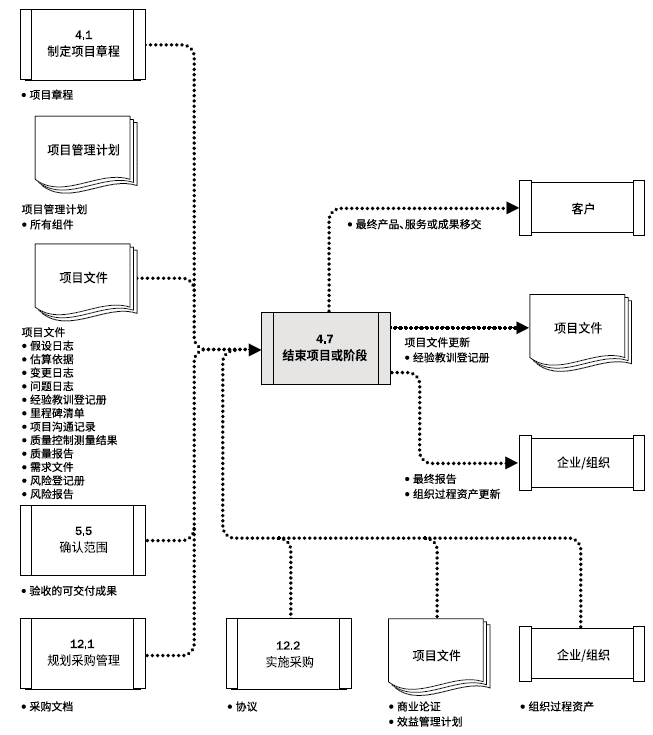 4.1
制定项目章程
• 项目章程
项目管理计划
项目管理计划
• 所有组件
项目文件
项目文件
• 假设日志
• 估算依据
• 变更日志
• 问题日志
• 经验教训登记册
• 里程碑清单
• 项目沟通记录
• 质量控制测量结果
• 质量报告
• 需求文件
• 风险登记册
• 风险报告
5.5
确认范围
• 验收的可交付成果
12.1
规划采购管理
• 采购文档
4.7
结束项目或阶段
客户
• 最终产品、服务或成果移交
项目文件
项目文件更新
• 经验教训登记册
企业/组织
• 最终报告
• 组织过程资产更新
12.2
实施采购
• 协议
项目文件
• 商业论证
• 效益管理计划
企业/组织
• 组织过程资产